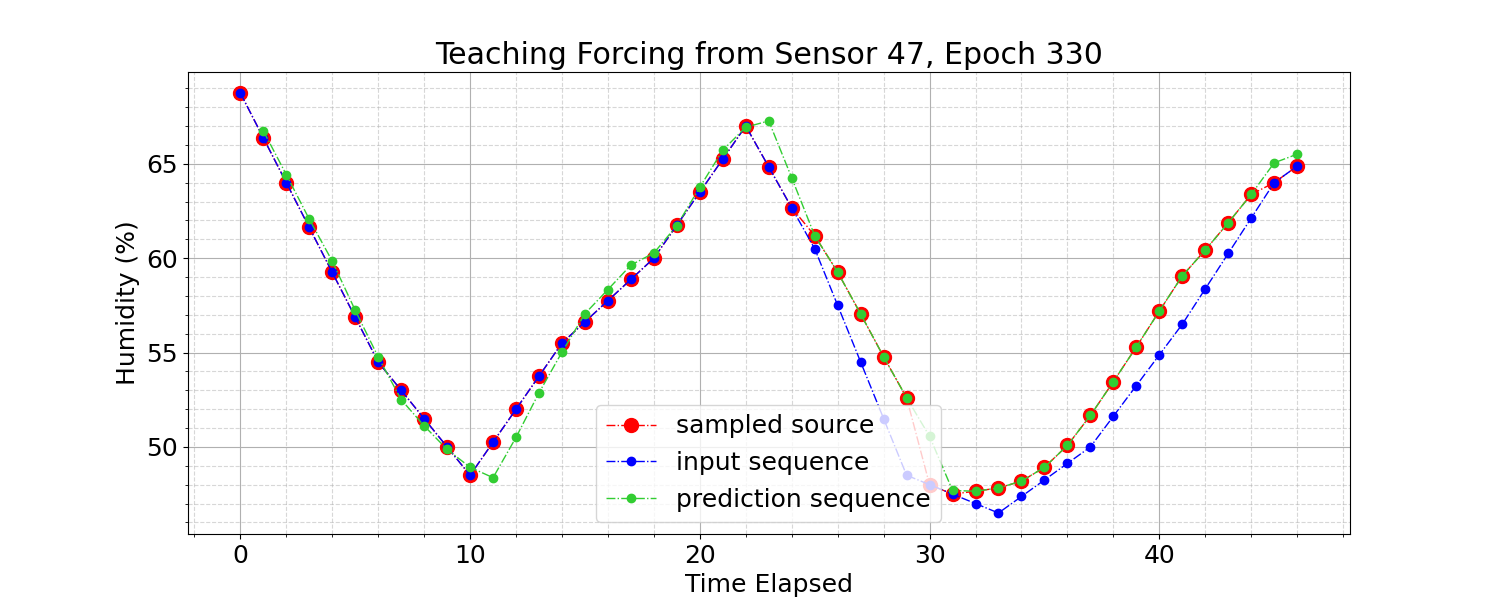 Teaching Forcing from Sensor 47, Epoch 330
Humidity (%)
65
60
55
50
sampled source
input sequence
prediction sequence
0 10 20 30 40
Time Elapsed